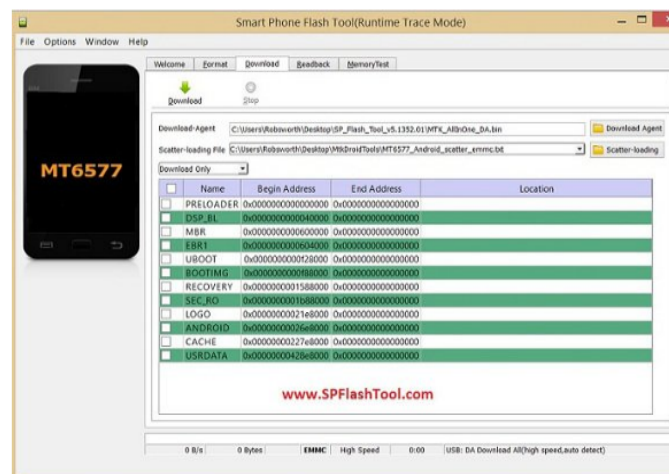 Smart Phone Flash Tool(Runtime Trace Mode)
File Options Window Help
Welcome Format Download Readback MemoryTest
Download Stop
Download-Agent C:\Users\Roboworth\Desktop\SP_Flash_Tool_v5.1352.01\MTK_AllInOne_DA.bin Download Agent
Scatter-loading File C:\Users\Roboworth\Desktop\MtkDroidTools\MT6577_Android_scatter_emmc.txt Scatter-loading
MT6577
Download Only
Name Begin Address End Address Location
PRELOADER 0x0000000000000000 0x0000000000000000
DSP_BL 0x0000000000040000 0x0000000000000000
MBR 0x0000000000600000 0x0000000000000000
EBR1 0x0000000000604000 0x0000000000000000
UBOOT 0x0000000000f28000 0x0000000000000000
BOOTIMG 0x0000000000f88000 0x0000000000000000
RECOVERY 0x0000000001588000 0x0000000000000000
SEC_RO 0x0000000001b88000 0x0000000000000000
LOGO 0x00000000021e8000 0x0000000000000000
ANDROID 0x00000000026e8000 0x0000000000000000
CACHE 0x00000000227e8000 0x0000000000000000
USRDATA 0x00000000428e8000 0x0000000000000000
www.SPFlashTool.com
0 B/s 0 Bytes EMMC High Speed 0:00 USB: DA Download All(high speed,auto detect)